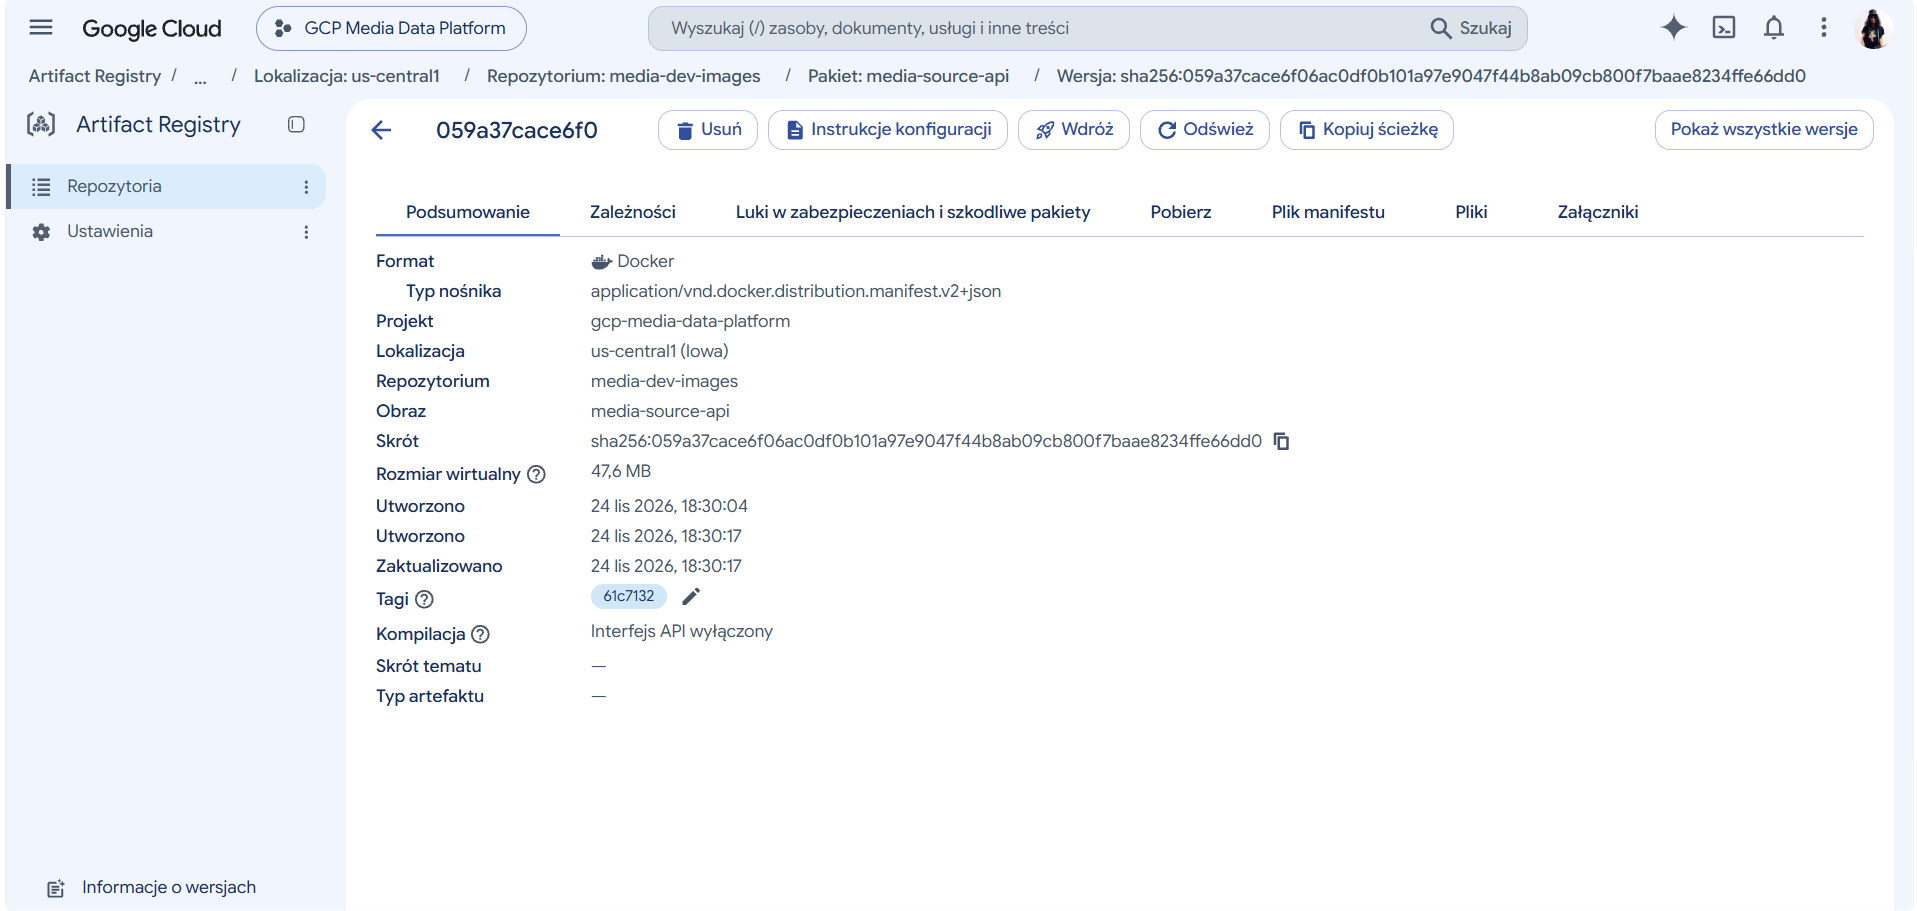 Google Cloud GCP Media Data Platform Wyszukaj (/) zasoby, dokumenty, usługi i inne treści Szukaj
Artifact Registry / ... / Lokalizacja: us-central1 / Repozytorium: media-dev-images / Pakiet: media-source-api / Wersja: sha256:059a37cace6f06ac0df0b101a97e9047f44b8ab09cb800f7baae8234ffe66dd0
Artifact Registry
Repozytoria
Ustawienia
Informacje o wersjach
059a37cace6f0 Usuń Instrukcje konfiguracji Wdróż Odśwież Kopiuj ścieżkę Pokaż wszystkie wersje
Podsumowanie Zależności Luki w zabezpieczeniach i szkodliwe pakiety Pobierz Plik manifestu Pliki Załączniki
Format Docker
Typ nośnika application/vnd.docker.distribution.manifest.v2+json
Projekt gcp-media-data-platform
Lokalizacja us-central1 (Iowa)
Repozytorium media-dev-images
Obraz media-source-api
Skrót sha256:059a37cace6f06ac0df0b101a97e9047f44b8ab09cb800f7baae8234ffe66dd0
Rozmiar wirtualny 47,6 MB
Utworzono 24 lis 2026, 18:30:04
Utworzono 24 lis 2026, 18:30:17
Zaktualizowano 24 lis 2026, 18:30:17
Tagi 61c7132
Kompilacja Interfejs API wyłączony
Skrót tematu —
Typ artefaktu —